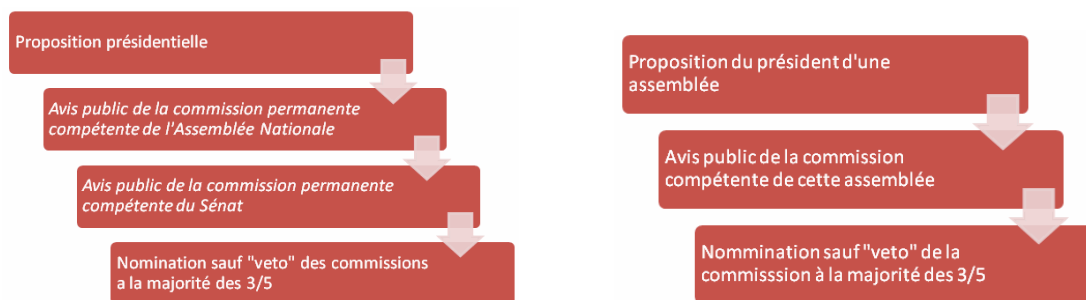 Proposition présidentielle
Avis public de la commission permanente
compétente de l'Assemblée Nationale
Avis public de la commission permanente
compétente du Sénat
Nomination sauf "veto" des commissions
a la majorité des 3/5
Proposition du président d'une
assemblée
Avis public de la commission
compétente de cette assemblée
Nommination sauf "veto" de la
commisssion à la majorité des 3/5